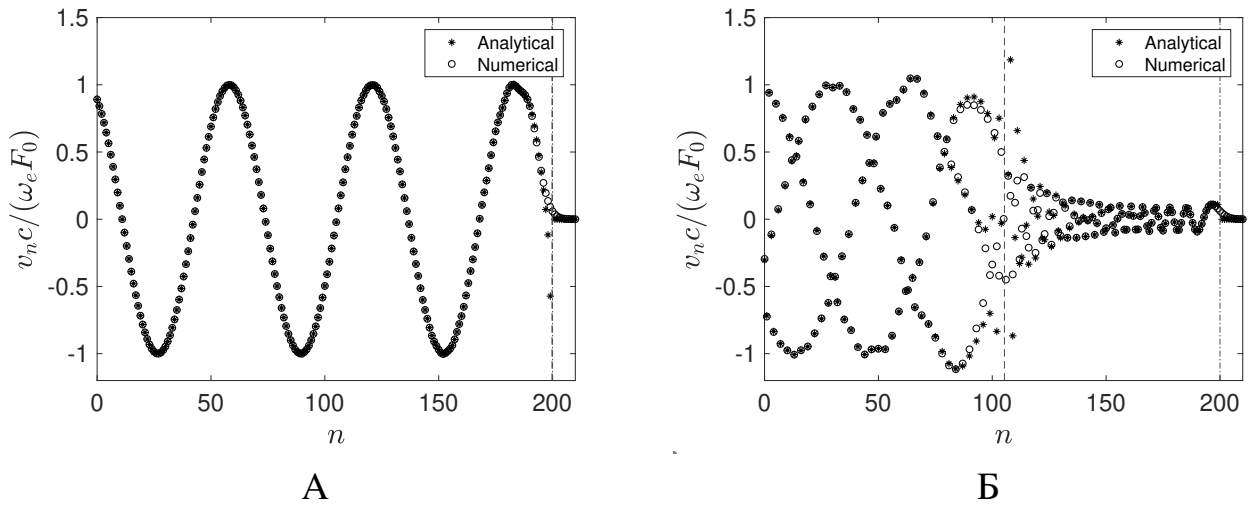 1.5
1
0.5
0
-0.5
-1
v_n c/(ω_e F_0)
0 50 100 150 200
n
Analytical
Numerical
А
1.5
1
0.5
0
-0.5
-1
v_n c/(ω_e F_0)
0 50 100 150 200
n
Analytical
Numerical
Б